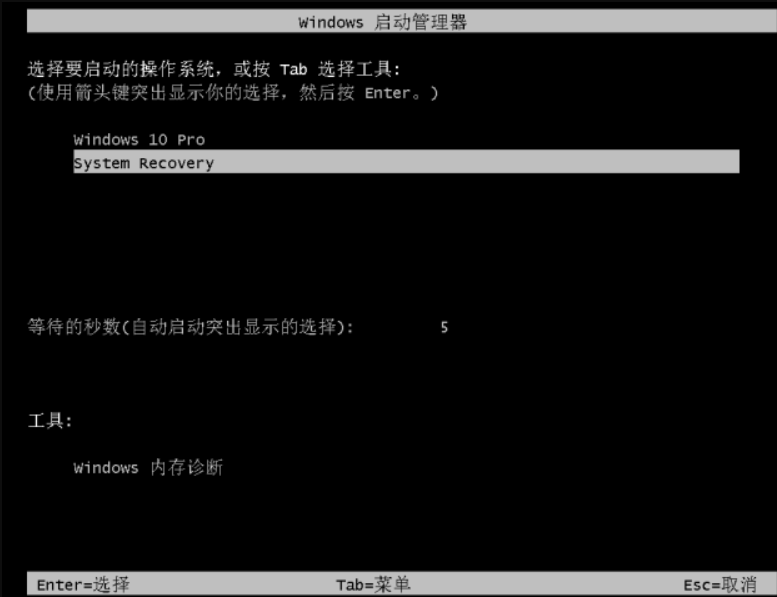 Windows 启动管理器
选择要启动的操作系统，或按 Tab 选择工具:
(使用箭头键突出显示你的选择，然后按 Enter。)
Windows 10 Pro
System Recovery
等待的秒数(自动启动突出显示的选择): 5
工具:
Windows 内存诊断
Enter=选择 Tab=菜单 Esc=取消